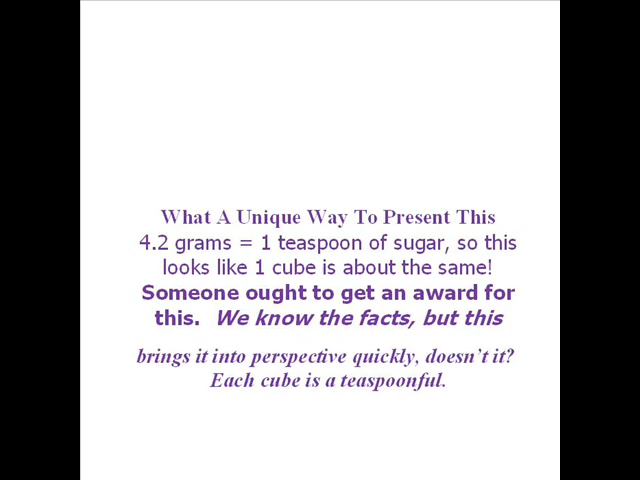 What A Unique Way To Present This
4.2 grams = 1 teaspoon of sugar, so this
looks like 1 cube is about the same!
Someone ought to get an award for
this.  We know the facts, but this
brings it into perspective quickly, doesn’t it?
Each cube is a teaspoonful.